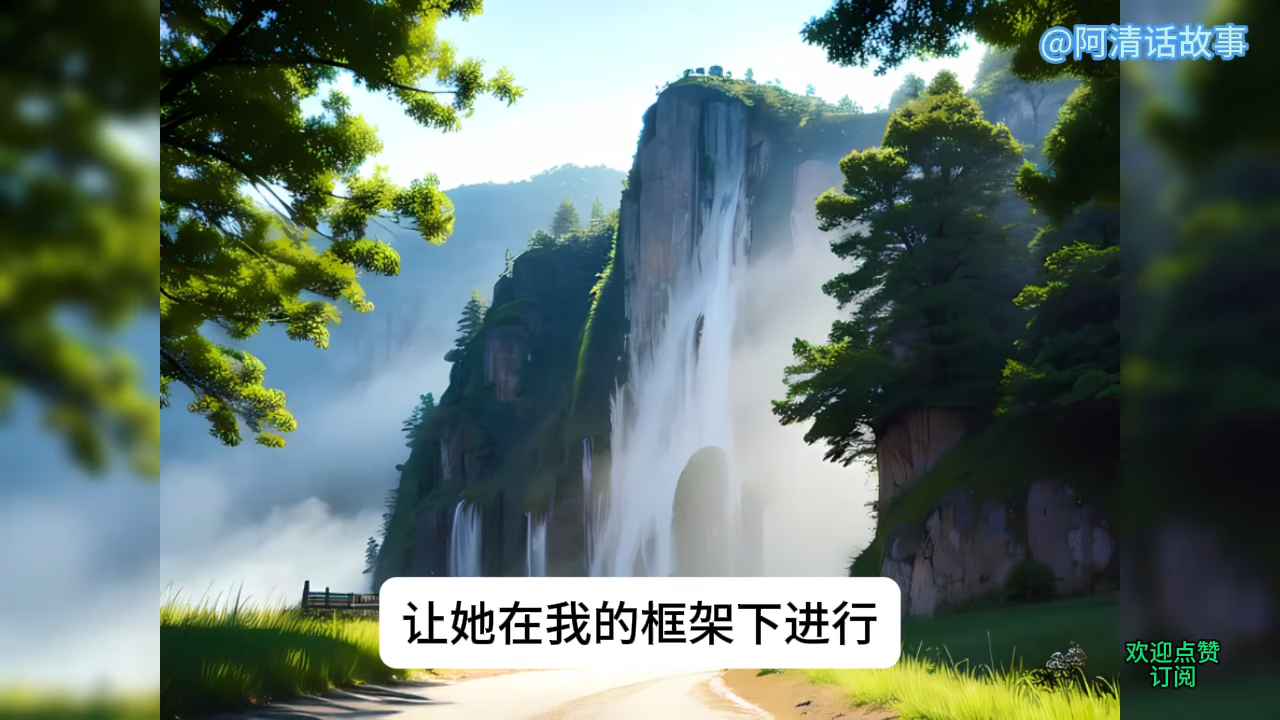 @阿清话故事
让她在我的框架下进行
欢迎点赞
订阅